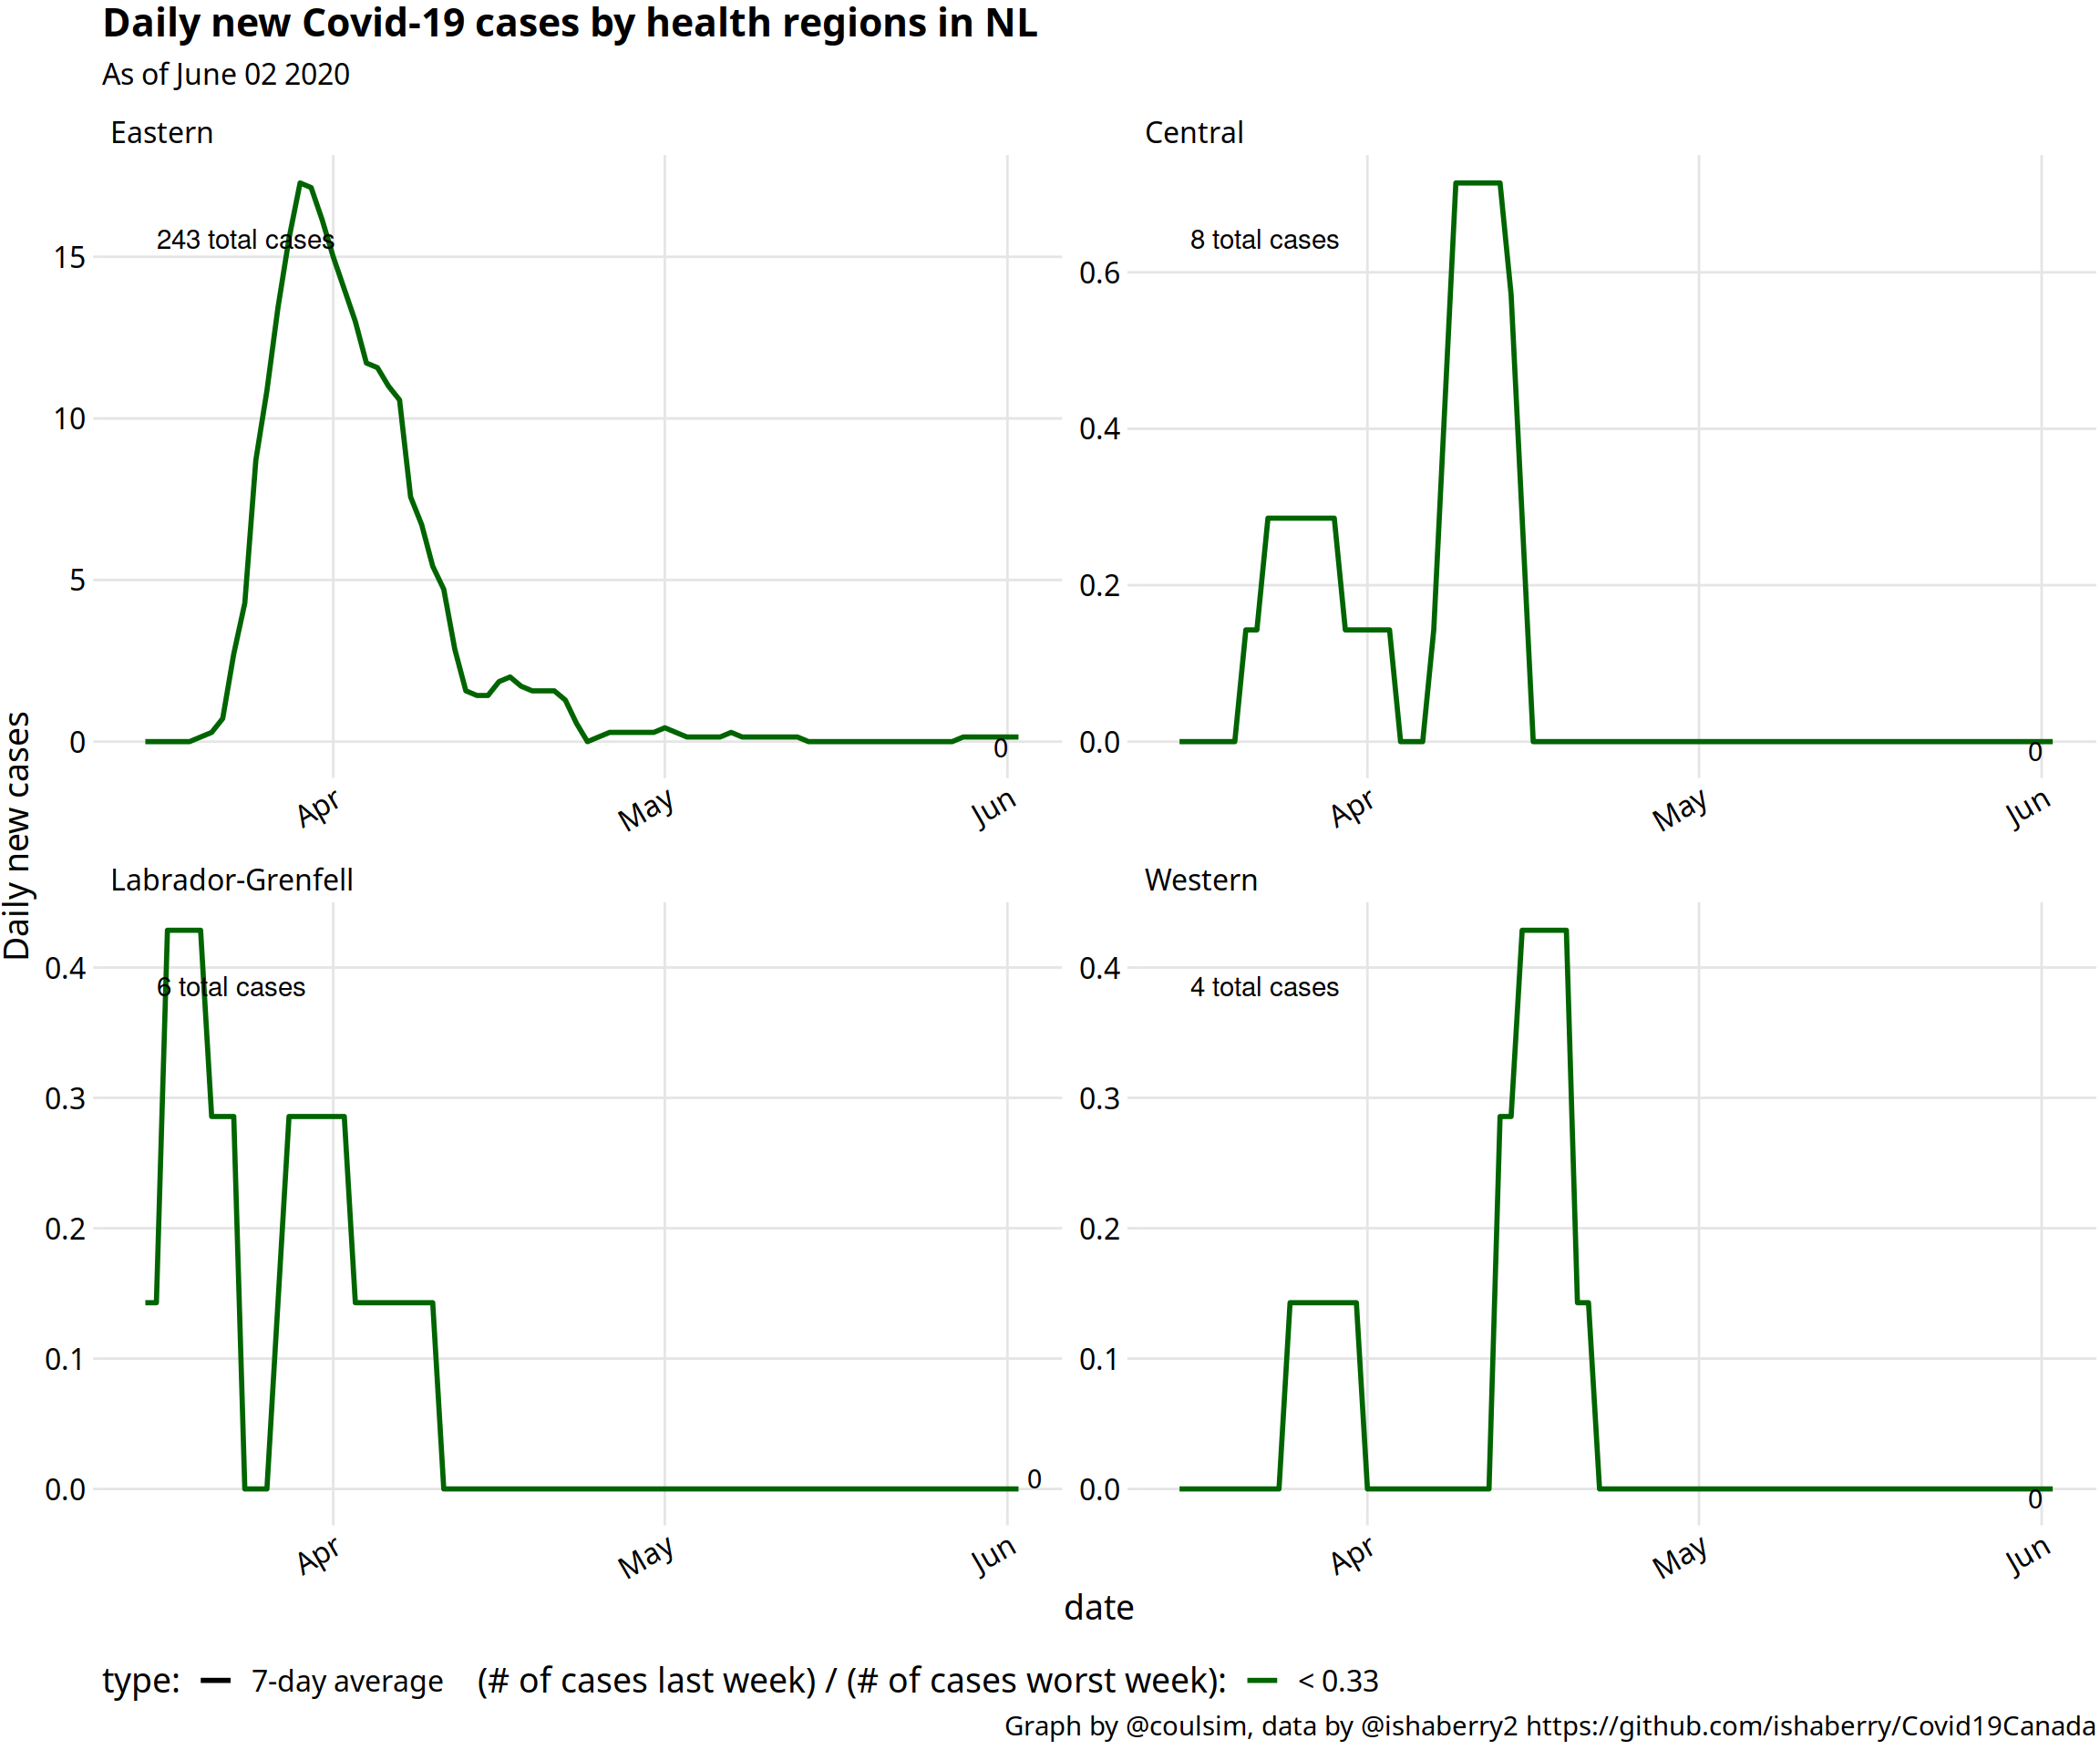 Daily new Covid-19 cases by health regions in NL
As of June 02 2020
Eastern
243 total cases
15
10
5
0
0
Apr
May
Jun
Central
8 total cases
0.6
0.4
0.2
0.0
0
Apr
May
Jun
Daily new cases
Labrador-Grenfell
6 total cases
0.4
0.3
0.2
0.1
0.0
0
Apr
May
Jun
Western
4 total cases
0.4
0.3
0.2
0.1
0.0
0
Apr
May
Jun
date
type: 7-day average (# of cases last week) / (# of cases worst week): < 0.33
Graph by @coulsim, data by @ishaberry2 https://github.com/ishaberry/Covid19Canada